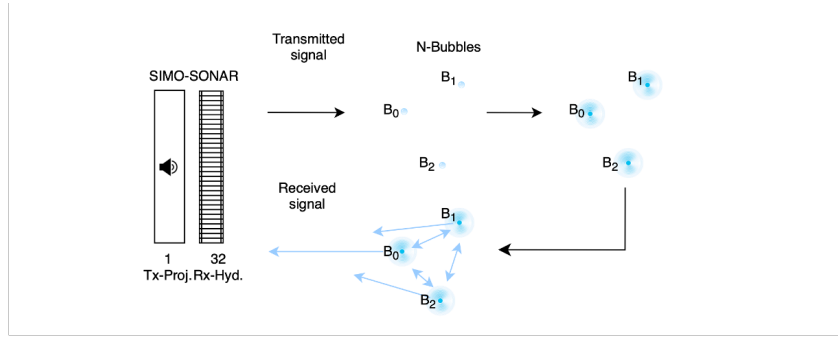 Transmitted
signal
N-Bubbles
SIMO-SONAR
B1
B0
B2
B1
B0
B2
Received
signal
B1
B0
B2
1
32
Tx-Proj.
Rx-Hyd.